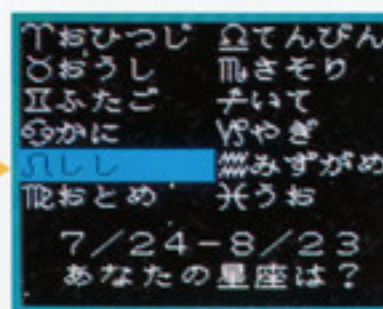 ♈おひつじ ♎てんびん
♉おうし ♏さそり
♊ふたご ♐いて
♋かに ♑やぎ
♌しし ♒みずがめ
♍おとめ ♓うお
7/24-8/23
あなたの星座は?